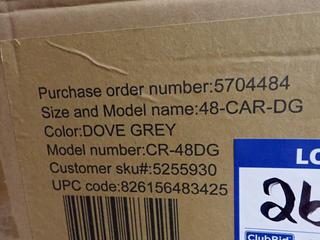 Purchase order number:5704484
Size and Model name:48-CAR-DG
Color:DOVE GREY
Model number:CR-48DG
Customer sku#:5255930
UPC code:826156483425
LO
26
ClubBid